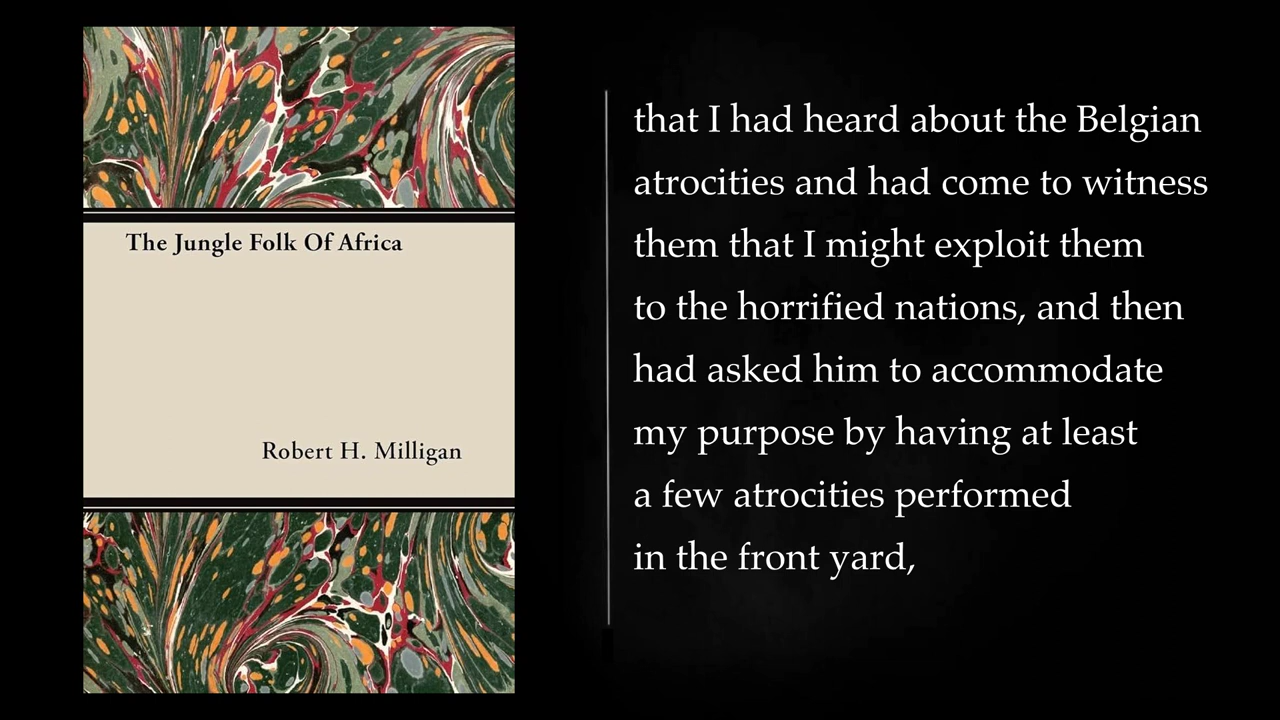 The Jungle Folk Of Africa
Robert H. Milligan
that I had heard about the Belgian
atrocities and had come to witness
them that I might exploit them
to the horrified nations, and then
had asked him to accommodate
my purpose by having at least
a few atrocities performed
in the front yard,